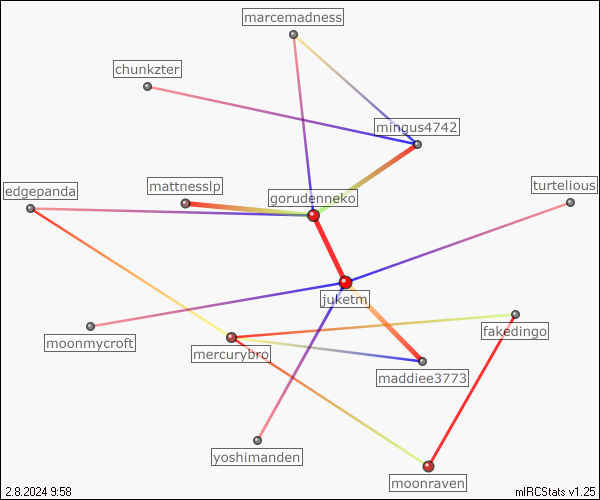 marcemadness
chunkzter
mingus4742
mattnesslp
edgepanda
gorudenneko
turtelious
juketm
moonmycroft
mercurybro
fakedingo
maddiee3773
yoshimanden
moonraven
2.8.2024 9:58
mIRCStats v1.25